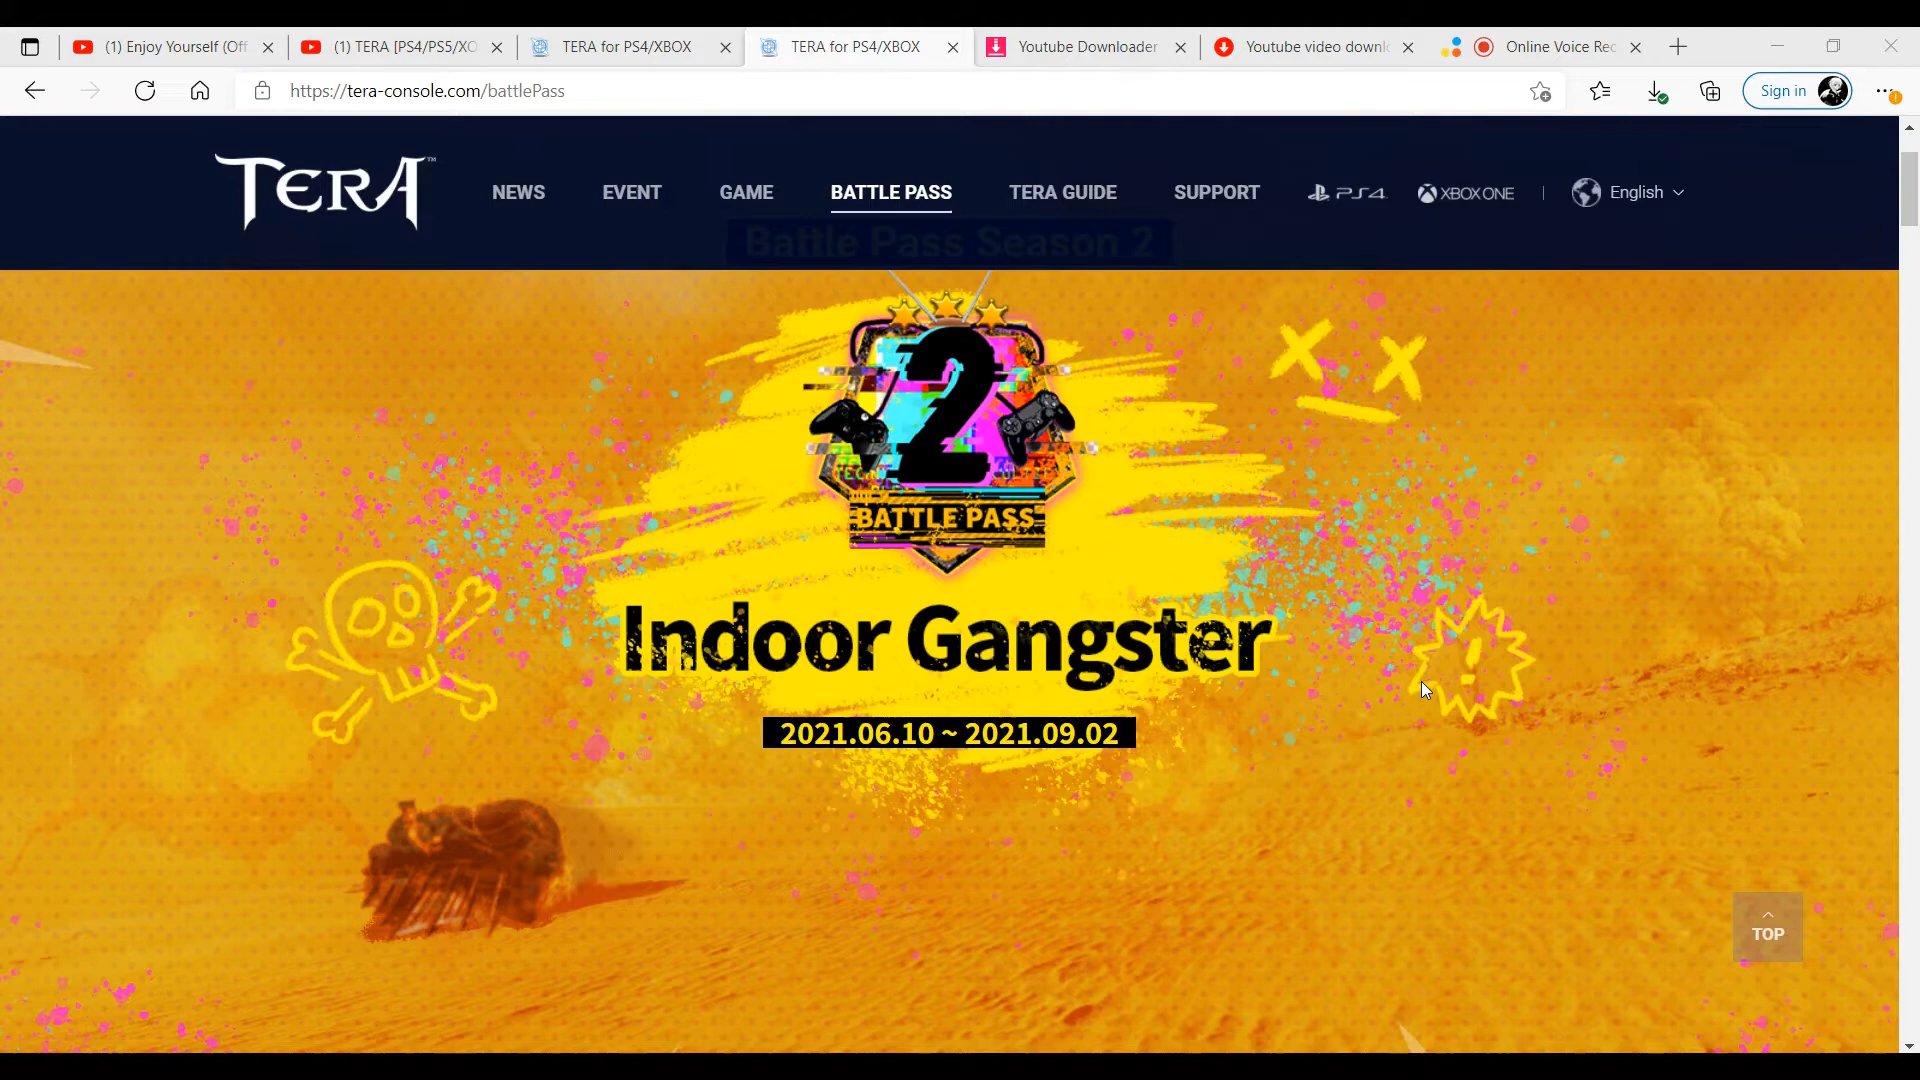 (1) Enjoy Yourself (Off
(1) TERA [PS4/PS5/XO
TERA for PS4/XBOX
TERA for PS4/XBOX
Youtube Downloader
Youtube video downl
Online Voice Rec
https://tera-console.com/battlePass
Sign in
TERA™
NEWS
EVENT
GAME
BATTLE PASS
TERA GUIDE
SUPPORT
PS4
XBOX ONE
English
Battle Pass Season 2
2
BATTLE PASS
Indoor Gangster
2021.06.10 ~ 2021.09.02
TOP